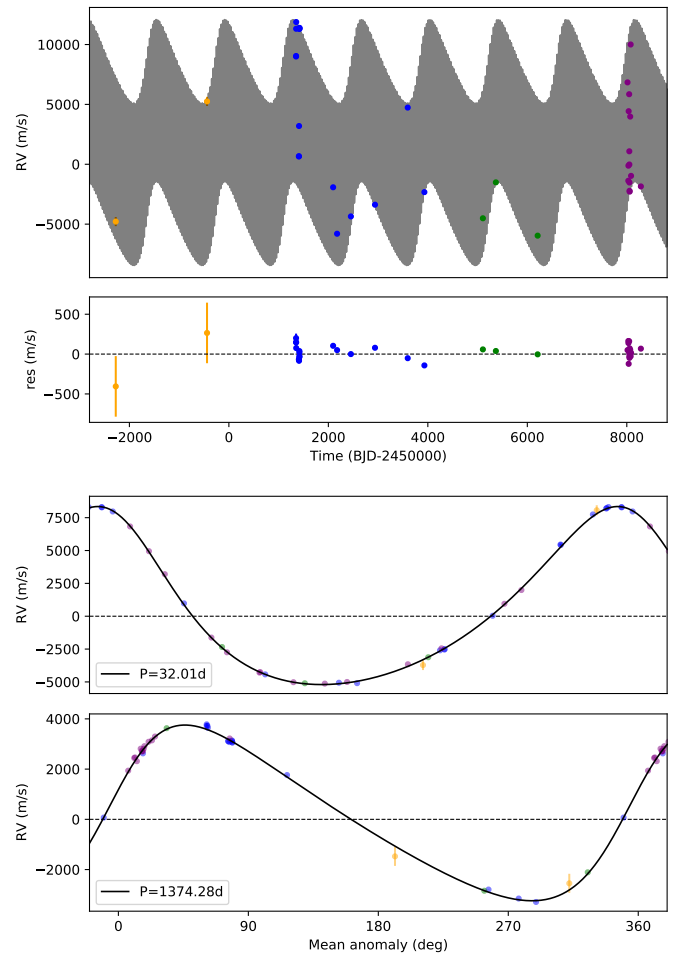 10000
5000
0
−5000
RV (m/s)
500
0
−500
res (m/s)
−2000 0 2000 4000 6000 8000
Time (BJD-2450000)
7500
5000
2500
0
−2500
−5000
RV (m/s)
P=32.01d
4000
2000
0
−2000
RV (m/s)
P=1374.28d
0 90 180 270 360
Mean anomaly (deg)